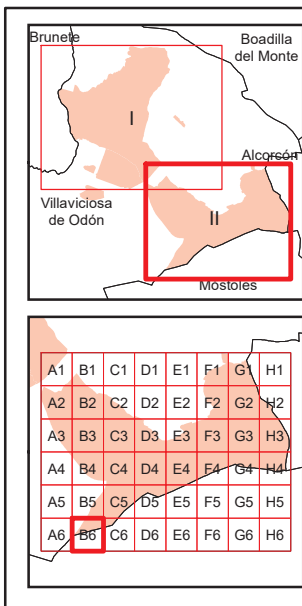 Brunete
Boadilla
del Monte
I
Alcorcón
Villaviciosa
de Odón
II
Móstoles
A1 B1 C1 D1 E1 F1 G1 H1
A2 B2 C2 D2 E2 F2 G2 H2
A3 B3 C3 D3 E3 F3 G3 H3
A4 B4 C4 D4 E4 F4 G4 H4
A5 B5 C5 D5 E5 F5 G5 H5
A6 B6 C6 D6 E6 F6 G6 H6